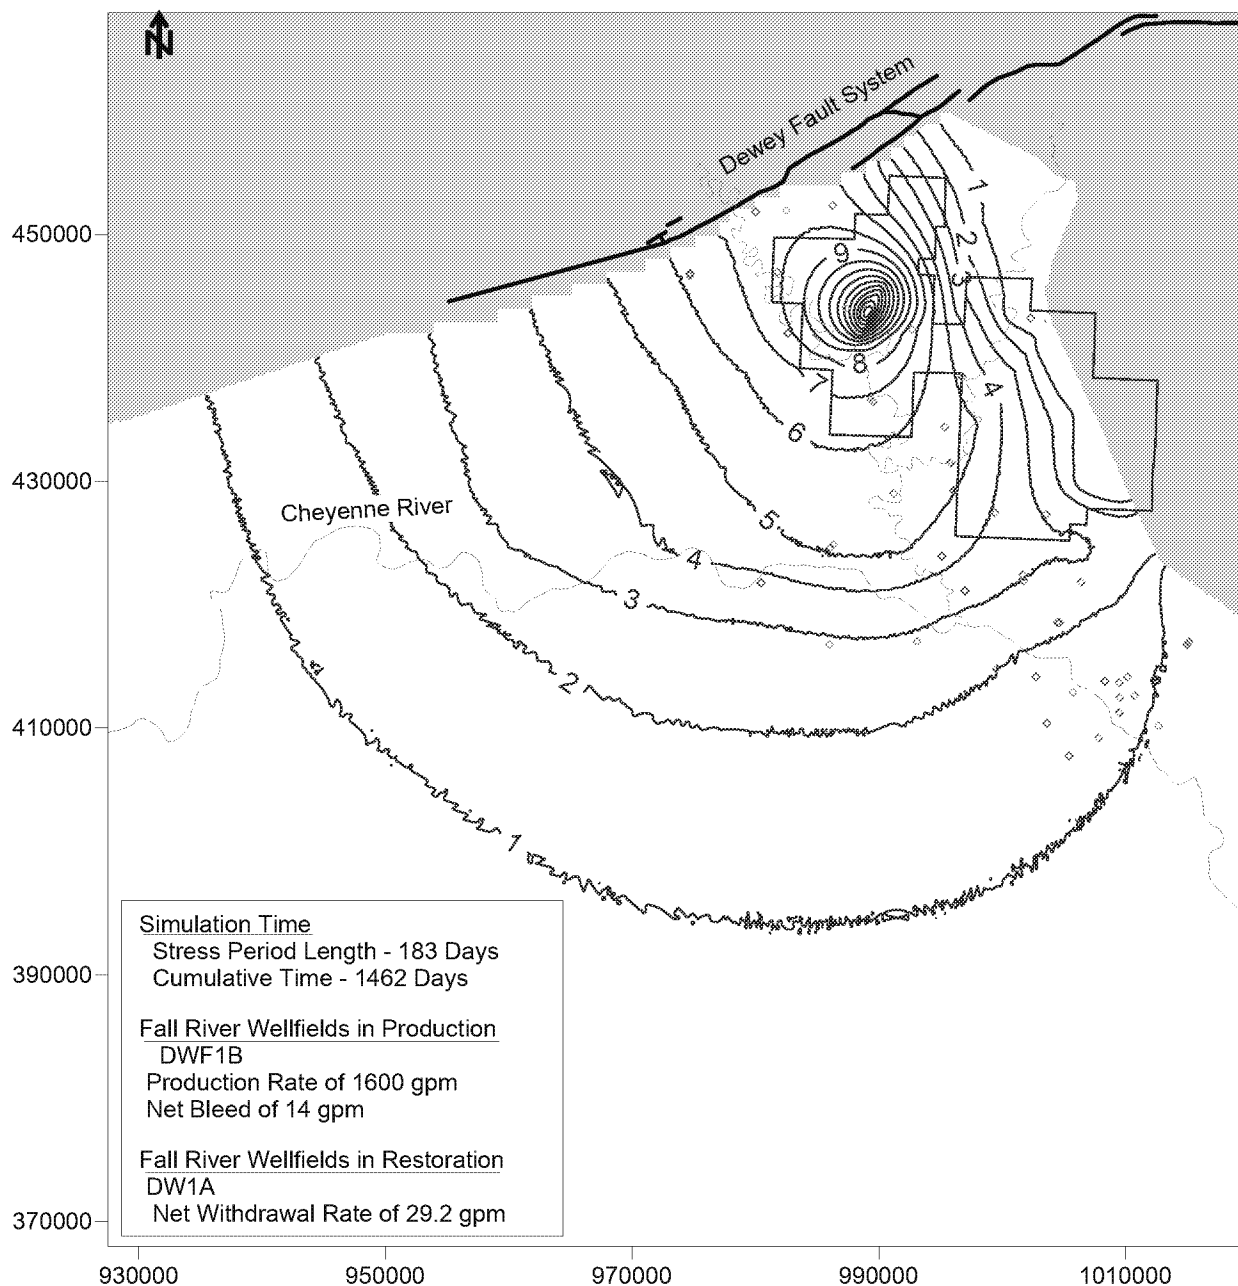 N
Dewey Fault System
1
2
3
9
8
7
4
6
5
4
3
2
1
Cheyenne River
450000
430000
410000
390000
370000
Simulation Time
Stress Period Length - 183 Days
Cumulative Time - 1462 Days
Fall River Wellfields in Production
DWF1B
Production Rate of 1600 gpm
Net Bleed of 14 gpm
Fall River Wellfields in Restoration
DW1A
Net Withdrawal Rate of 29.2 gpm
930000 950000 970000 990000 1010000